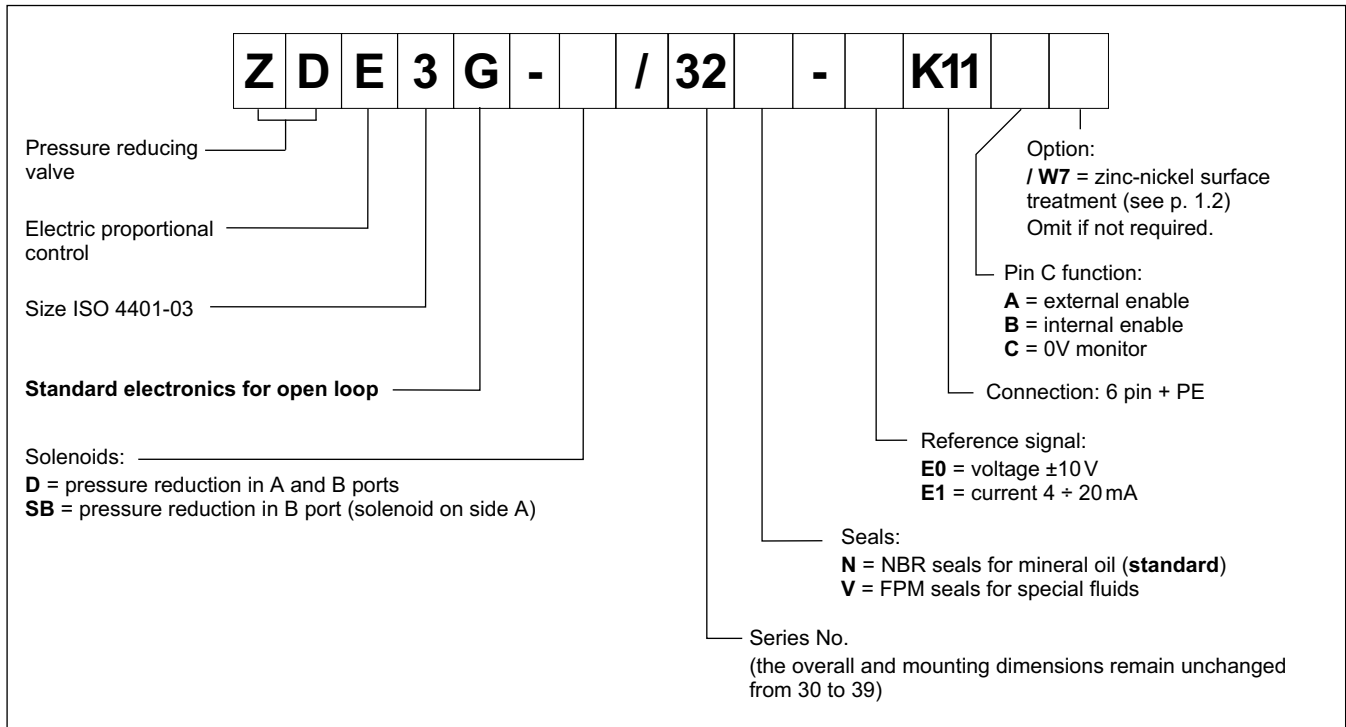 Z D E 3 G - / 32 - K11
Pressure reducing
valve
Electric proportional
control
Size ISO 4401-03
Standard electronics for open loop
Solenoids:
D = pressure reduction in A and B ports
SB = pressure reduction in B port (solenoid on side A)
Option:
/ W7 = zinc-nickel surface
treatment (see p. 1.2)
Omit if not required.
Pin C function:
A = external enable
B = internal enable
C = 0V monitor
Connection: 6 pin + PE
Reference signal:
E0 = voltage ±10 V
E1 = current 4 ÷ 20 mA
Seals:
N = NBR seals for mineral oil (standard)
V = FPM seals for special fluids
Series No.
(the overall and mounting dimensions remain unchanged
from 30 to 39)